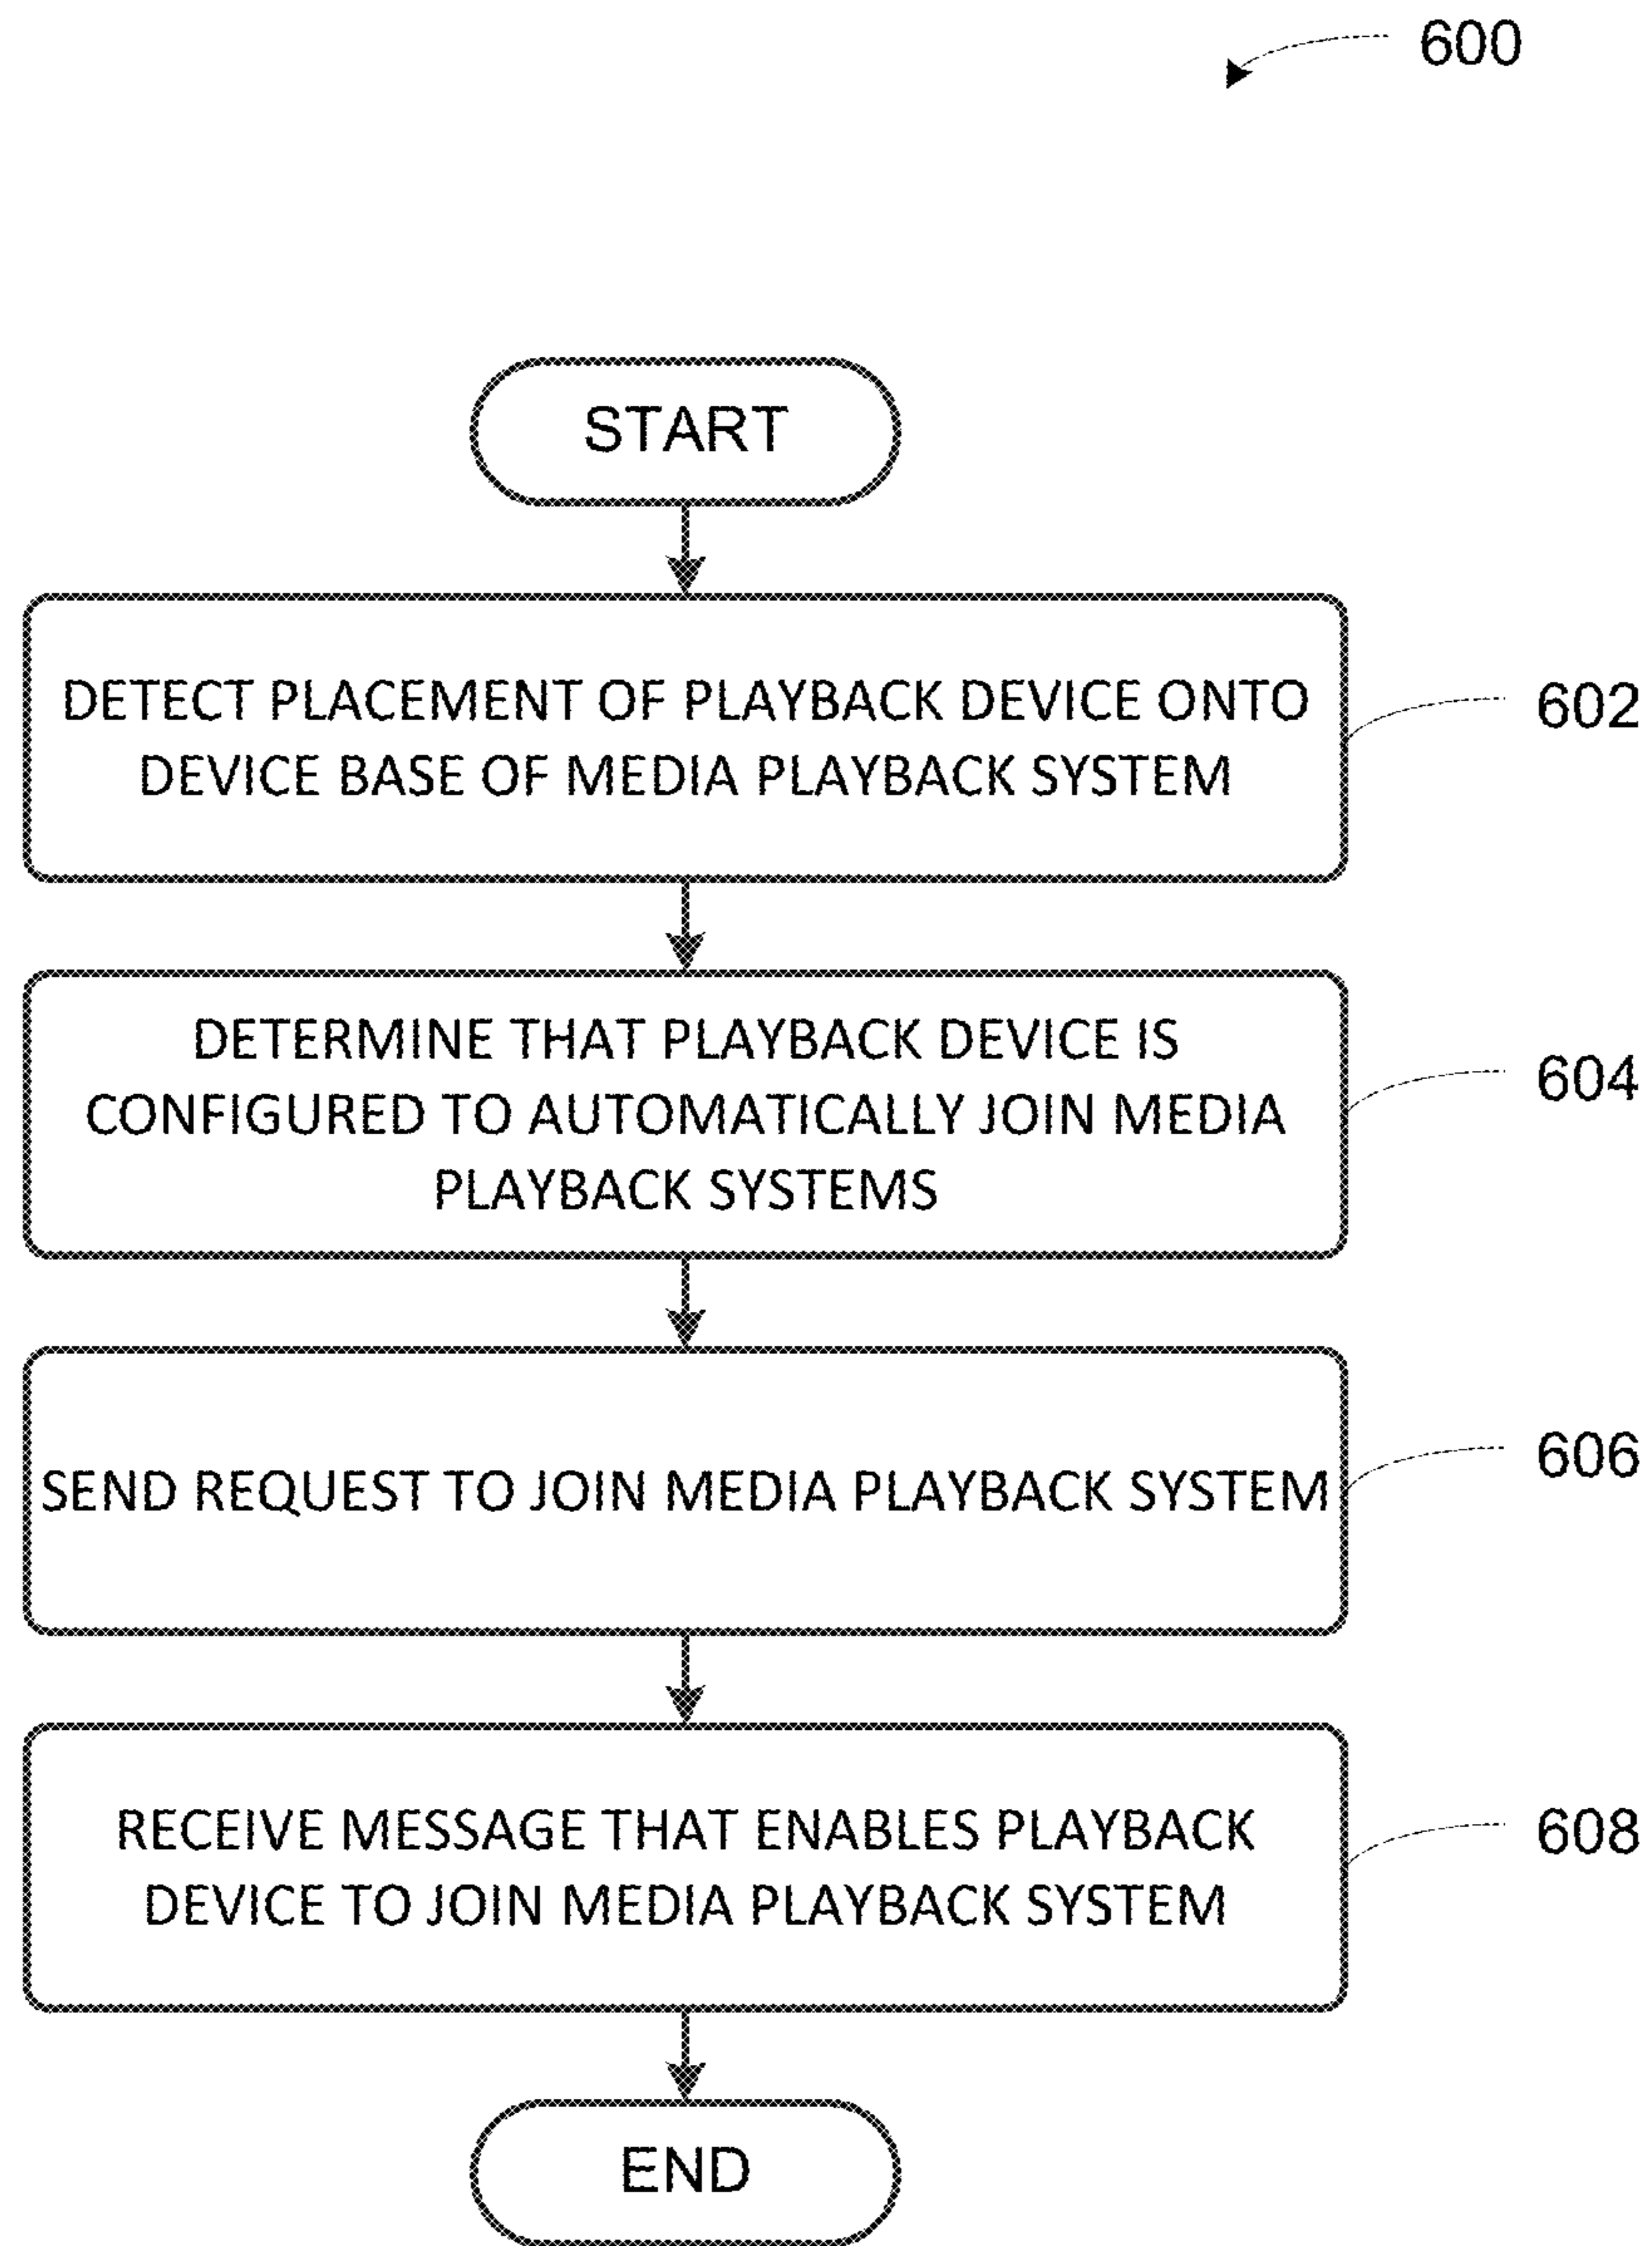 600
START
DETECT PLACEMENT OF PLAYBACK DEVICE ONTO
DEVICE BASE OF MEDIA PLAYBACK SYSTEM
602
DETERMINE THAT PLAYBACK DEVICE IS
CONFIGURED TO AUTOMATICALLY JOIN MEDIA
PLAYBACK SYSTEMS
604
SEND REQUEST TO JOIN MEDIA PLAYBACK SYSTEM
606
RECEIVE MESSAGE THAT ENABLES PLAYBACK
DEVICE TO JOIN MEDIA PLAYBACK SYSTEM
608
END